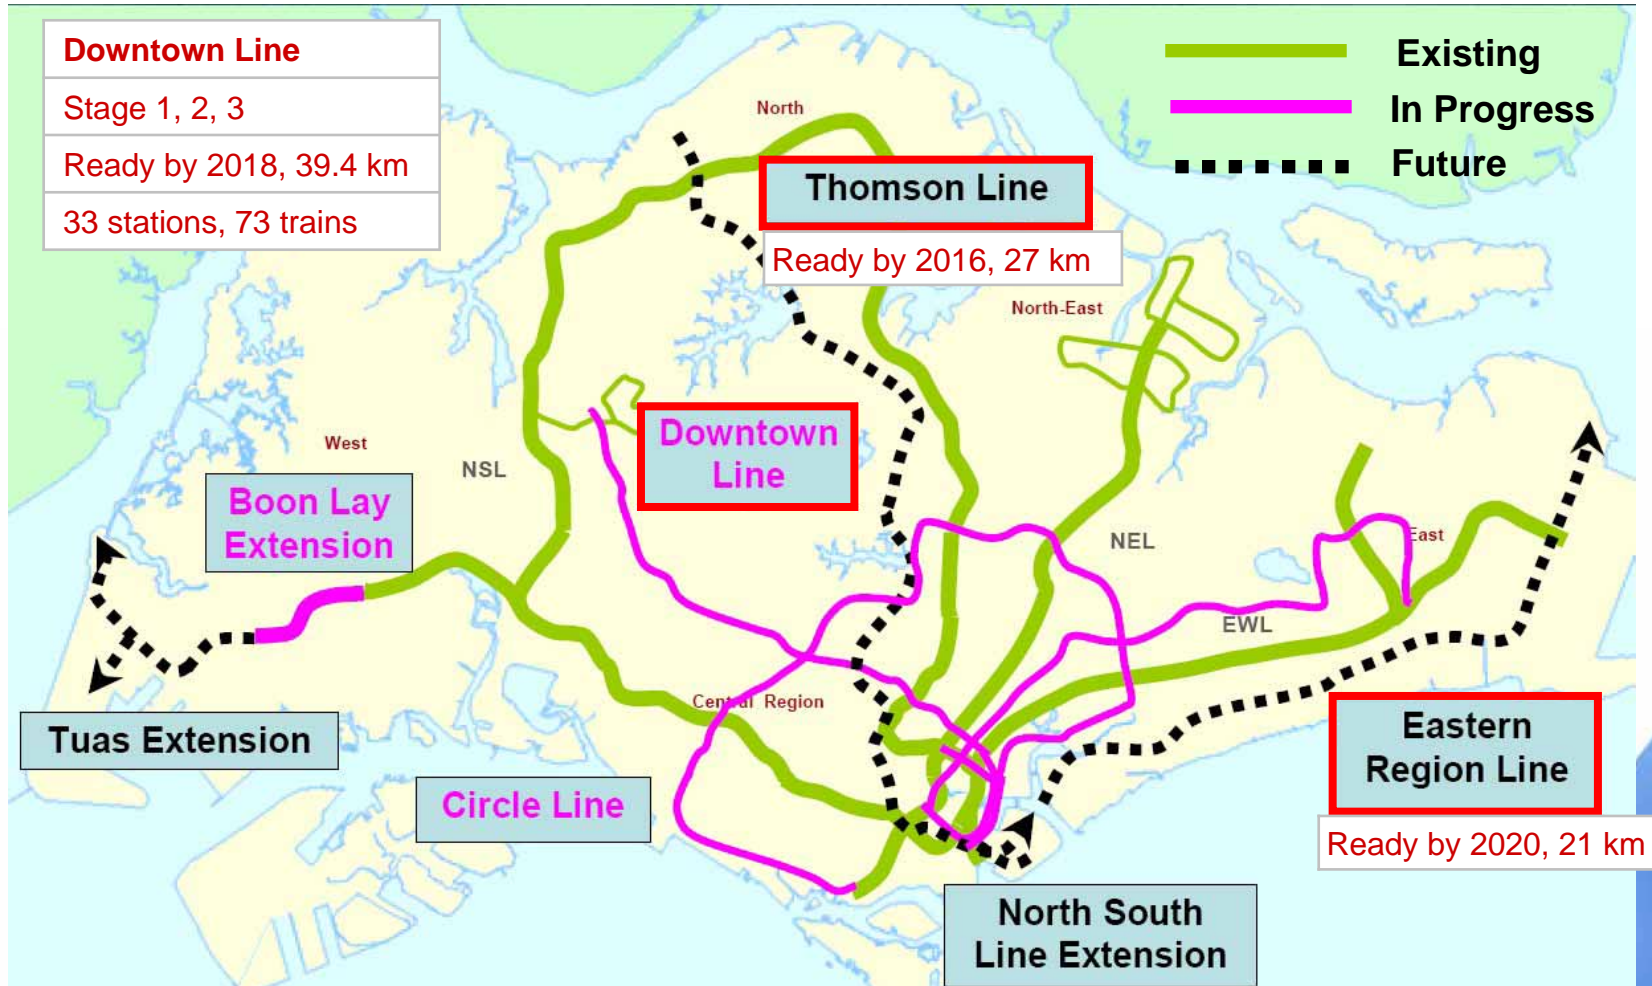 Downtown Line
Stage 1, 2, 3
Ready by 2018, 39.4 km
33 stations, 73 trains
Existing
In Progress
Future
North
Thomson Line
Ready by 2016, 27 km
North-East
West
NSL
Downtown
Line
Boon Lay
Extension
NEL
East
EWL
Central Region
Tuas Extension
Circle Line
Eastern
Region Line
Ready by 2020, 21 km
North South
Line Extension